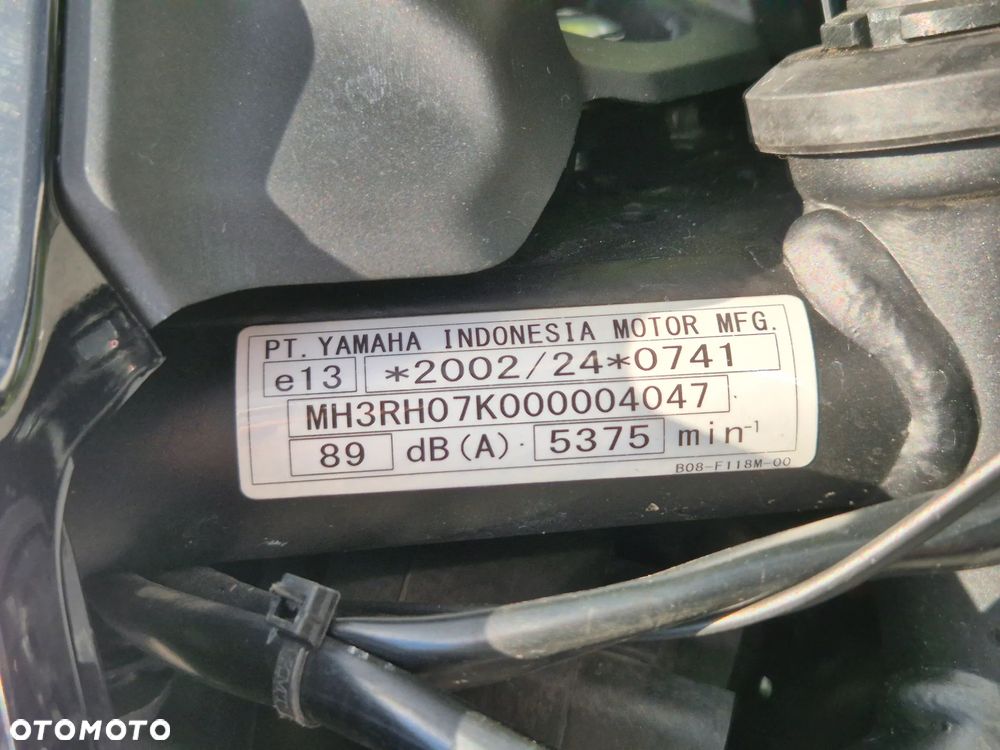 PT. YAMAHA INDONESIA MOTOR MFG.
e13 *2002/24*0741
MH3RH07K000004047
89 dB(A) 5375 min-1
B08-F118M-00
OTOMOTO